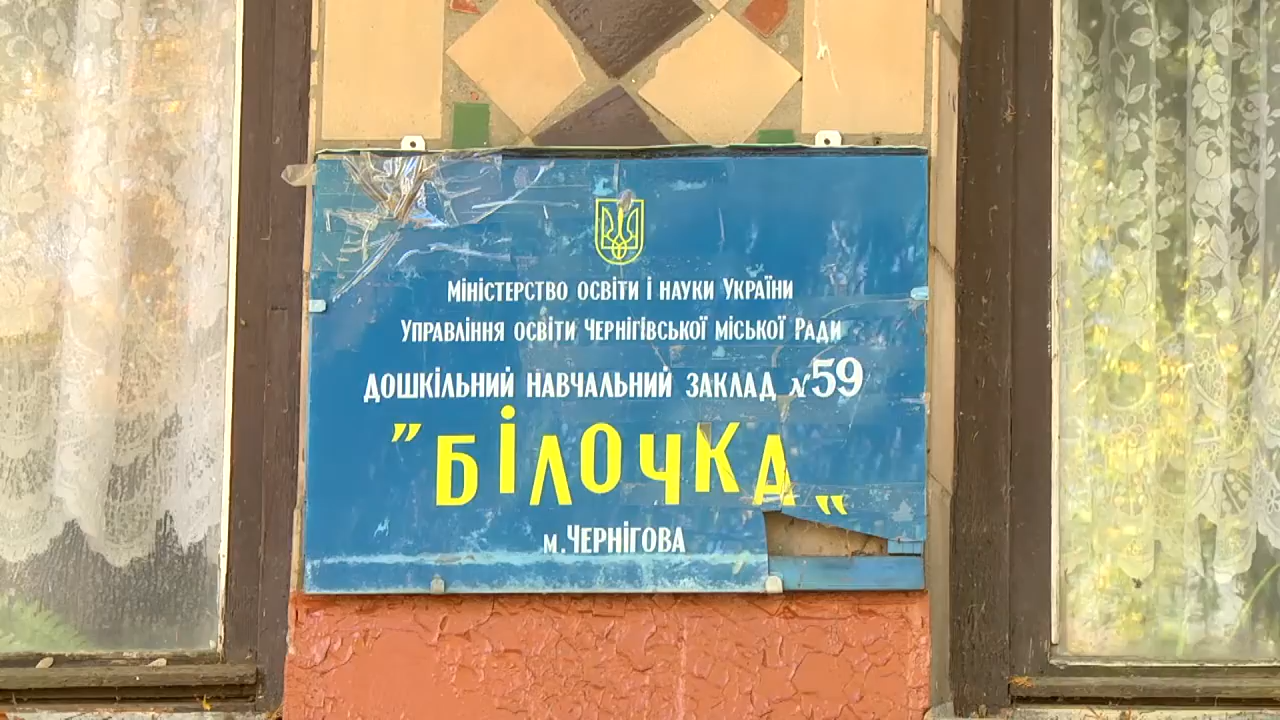 Міністерство освіти і науки України
Управління освіти Чернігівської міської Ради
дошкільний навчальний заклад №59
"БІЛОЧКА„
м. Чернігова